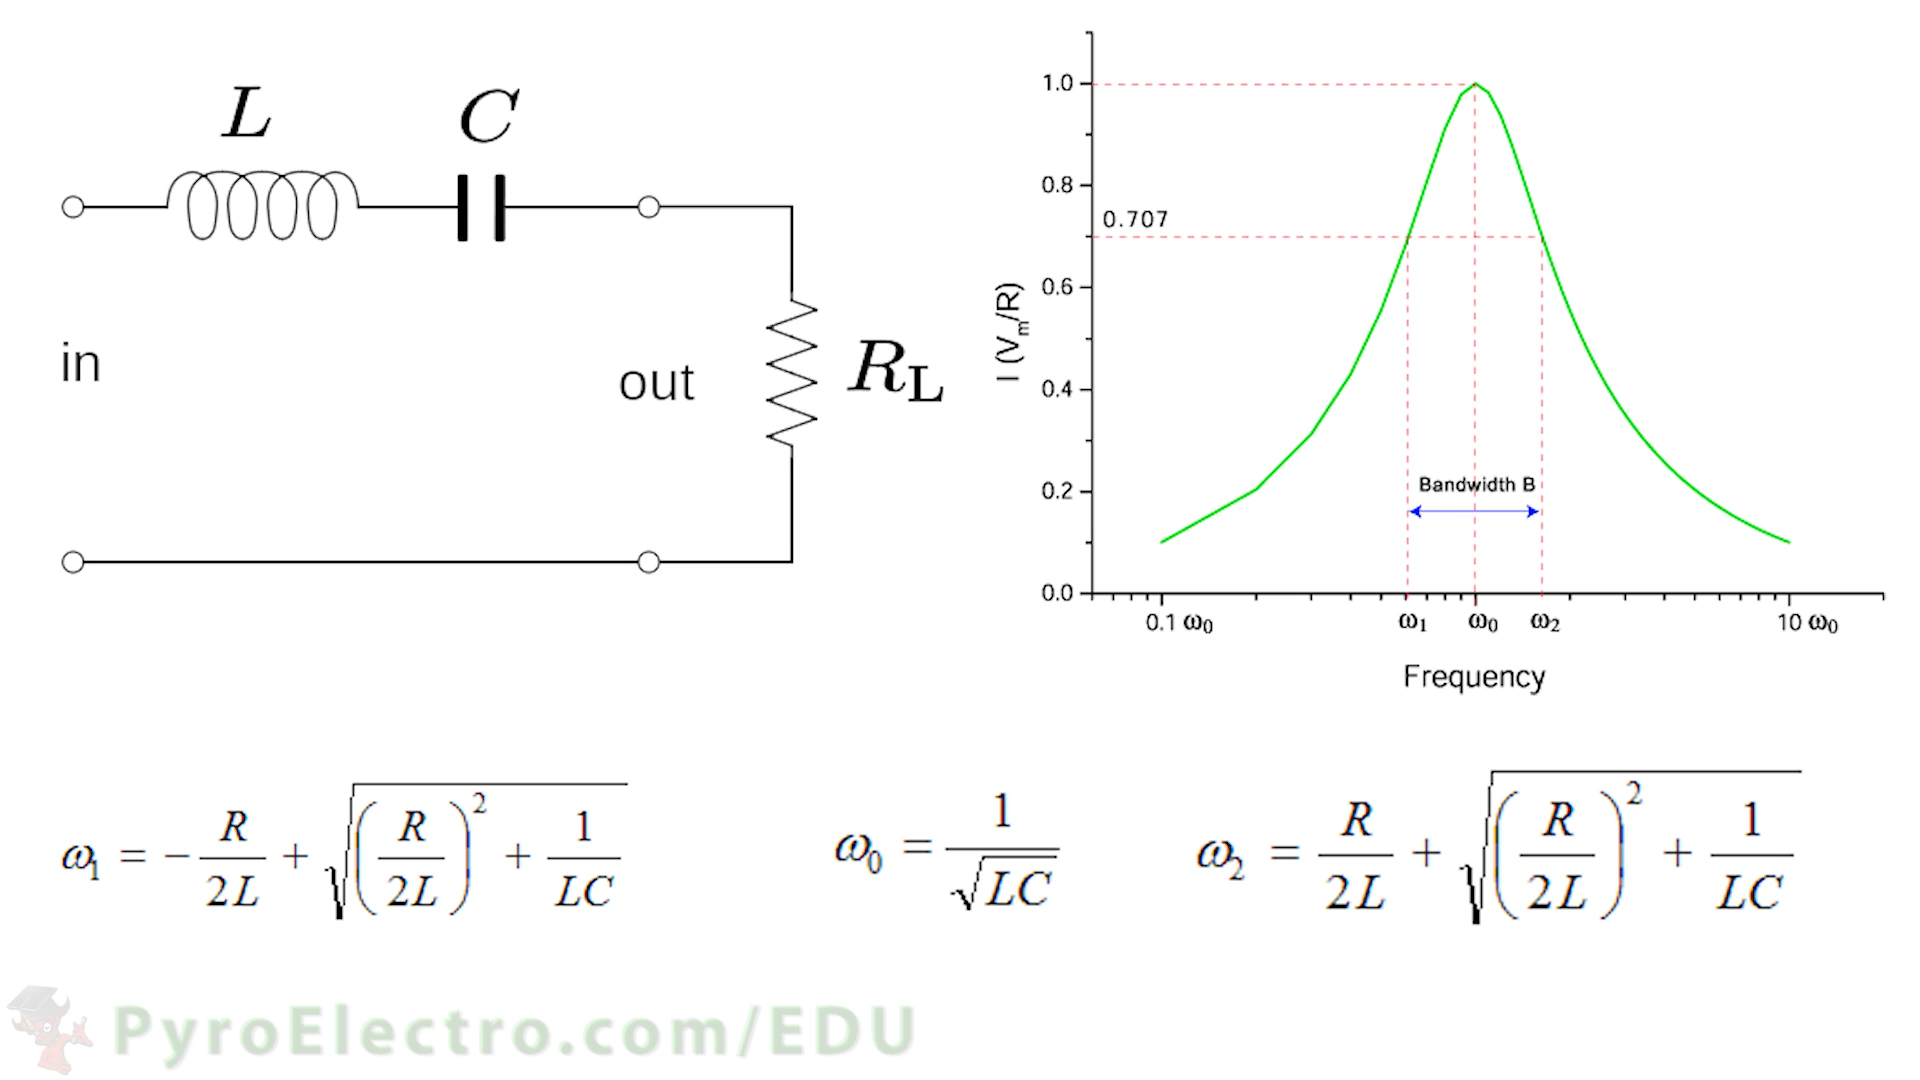 L
C
in
out
R_L
1.0
0.8
0.707
0.6
0.4
0.2
0.0
I (V_m/R)
Bandwidth B
0.1 ω₀ ω₁ ω₀ ω₂ 10 ω₀
Frequency
ω₁ = − R/2L + √((R/2L)² + 1/LC)
ω₀ = 1/√LC
ω₂ = R/2L + √((R/2L)² + 1/LC)
PyroElectro.com/EDU